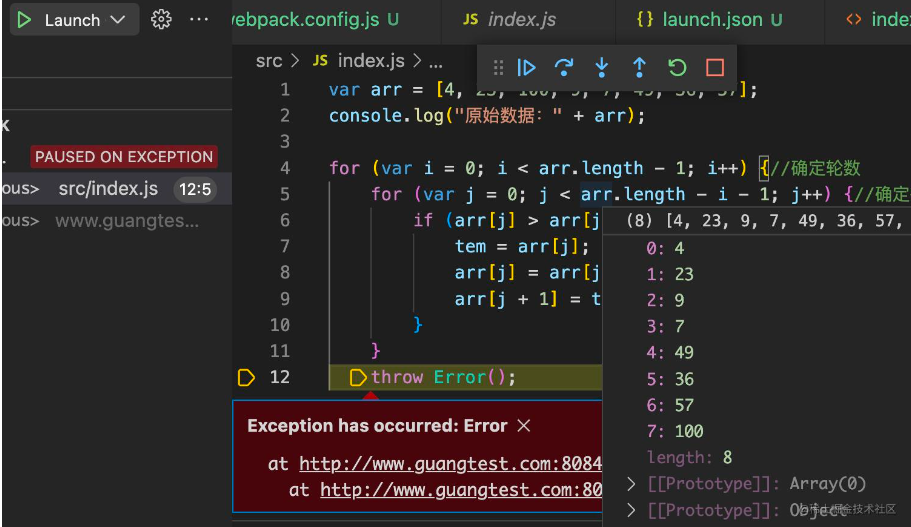 Launch
webpack.config.js U
JS index.js
{} launch.json U
<> inde
src > JS index.js > ...
1 var arr = [4, 23, 100, 9, 7, 49, 36, 57];
2 console.log("原始数据：" + arr);
3
PAUSED ON EXCEPTION
4 for (var i = 0; i < arr.length - 1; i++) {//确定轮数
ous> src/index.js 12:5
5 for (var j = 0; j < arr.length - i - 1; j++) {//确定
ous> www.guangtes...
6 if (arr[j] > arr[j
7 tem = arr[j];
8 arr[j] = arr[j
9 arr[j + 1] = t
10 }
11 }
12 throw Error();
(8) [4, 23, 9, 7, 49, 36, 57,
0: 4
1: 23
2: 9
3: 7
4: 49
5: 36
6: 57
7: 100
length: 8
> [[Prototype]]: Array(0)
> [[Prototype]]: Object
Exception has occurred: Error ×
at http://www.guangtest.com:8084
at http://www.guangtest.com:80
@稀土掘金技术社区